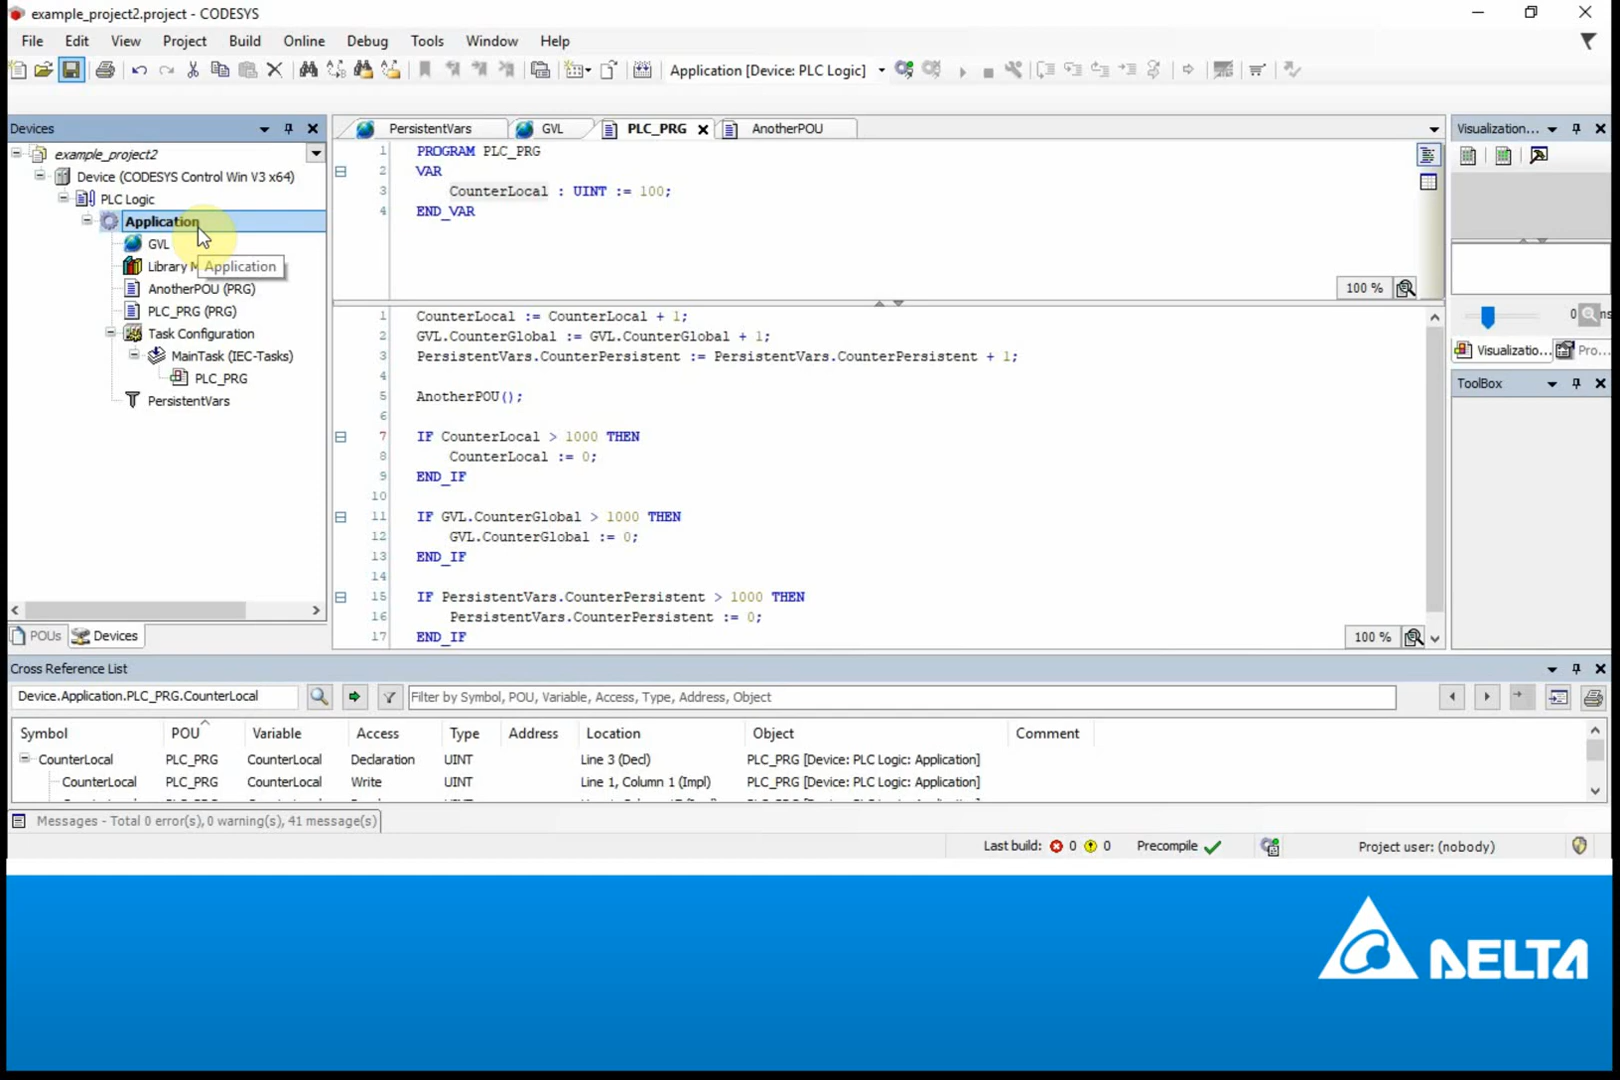 example_project2.project - CODESYS
File Edit View Project Build Online Debug Tools Window Help
Application [Device: PLC Logic]
Devices
example_project2
Device (CODESYS Control Win V3 x64)
PLC Logic
Application
GVL
Library M
Application
AnotherPOU (PRG)
PLC_PRG (PRG)
Task Configuration
MainTask (IEC-Tasks)
PLC_PRG
PersistentVars
POUs Devices
PersistentVars GVL PLC_PRG AnotherPOU
1 PROGRAM PLC_PRG
2 VAR
3 CounterLocal : UINT := 100;
4 END_VAR
100 %
1 CounterLocal := CounterLocal + 1;
2 GVL.CounterGlobal := GVL.CounterGlobal + 1;
3 PersistentVars.CounterPersistent := PersistentVars.CounterPersistent + 1;
4
5 AnotherPOU();
6
7 IF CounterLocal > 1000 THEN
8 CounterLocal := 0;
9 END_IF
10
11 IF GVL.CounterGlobal > 1000 THEN
12 GVL.CounterGlobal := 0;
13 END_IF
14
15 IF PersistentVars.CounterPersistent > 1000 THEN
16 PersistentVars.CounterPersistent := 0;
17 END_IF
100 %
Visualization...
0 ns
Visualizatio... Pro...
ToolBox
Cross Reference List
Device.Application.PLC_PRG.CounterLocal Filter by Symbol, POU, Variable, Access, Type, Address, Object
Symbol POU Variable Access Type Address Location Object Comment
CounterLocal PLC_PRG CounterLocal Declaration UINT Line 3 (Decl) PLC_PRG [Device: PLC Logic: Application]
CounterLocal PLC_PRG CounterLocal Write UINT Line 1, Column 1 (Impl) PLC_PRG [Device: PLC Logic: Application]
Messages - Total 0 error(s), 0 warning(s), 41 message(s)
Last build: 0 0 Precompile Project user: (nobody)
DELTA